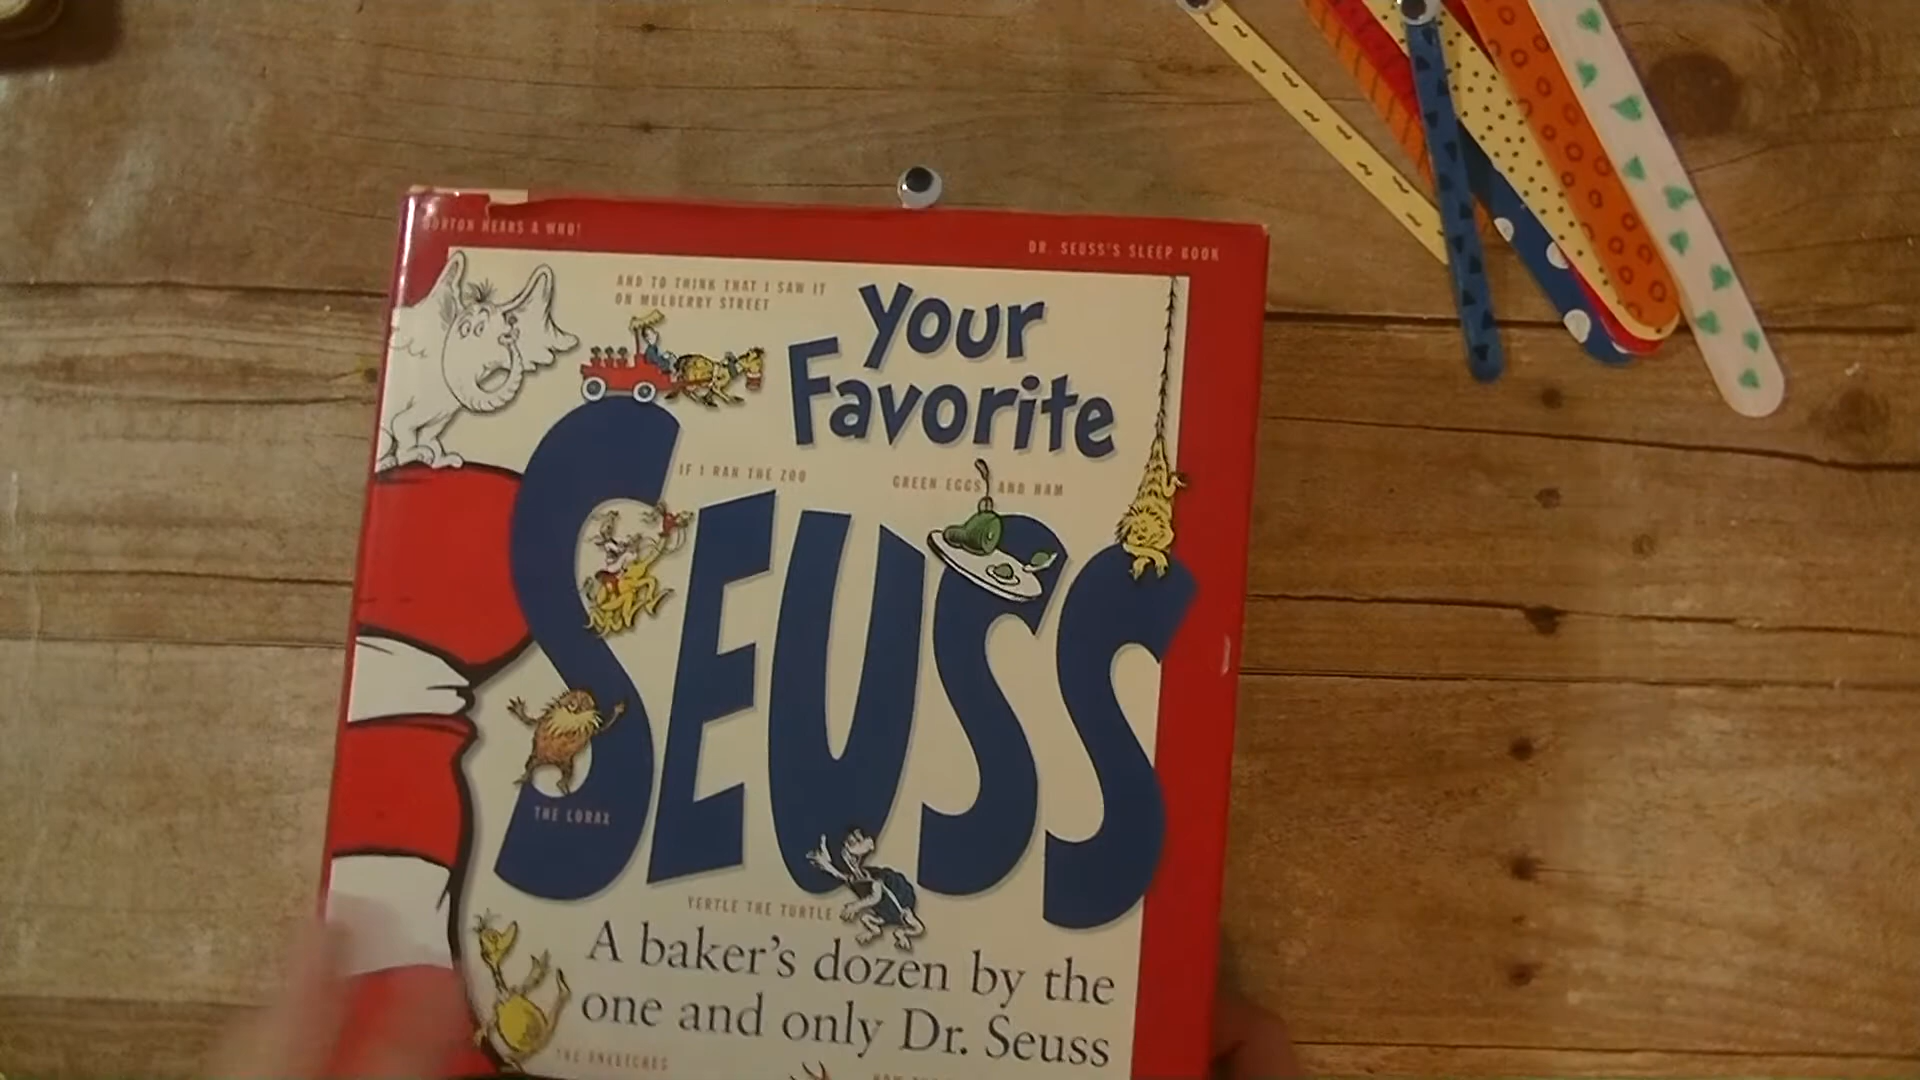 HORTON HEARS A WHO!
DR. SEUSS'S SLEEP BOOK
AND TO THINK THAT I SAW IT
ON MULBERRY STREET
your
Favorite
IF I RAN THE ZOO
GREEN EGGS AND HAM
SEUSS
THE LORAX
YERTLE THE TURTLE
A baker's dozen by the
one and only Dr. Seuss
THE SNEETCHES